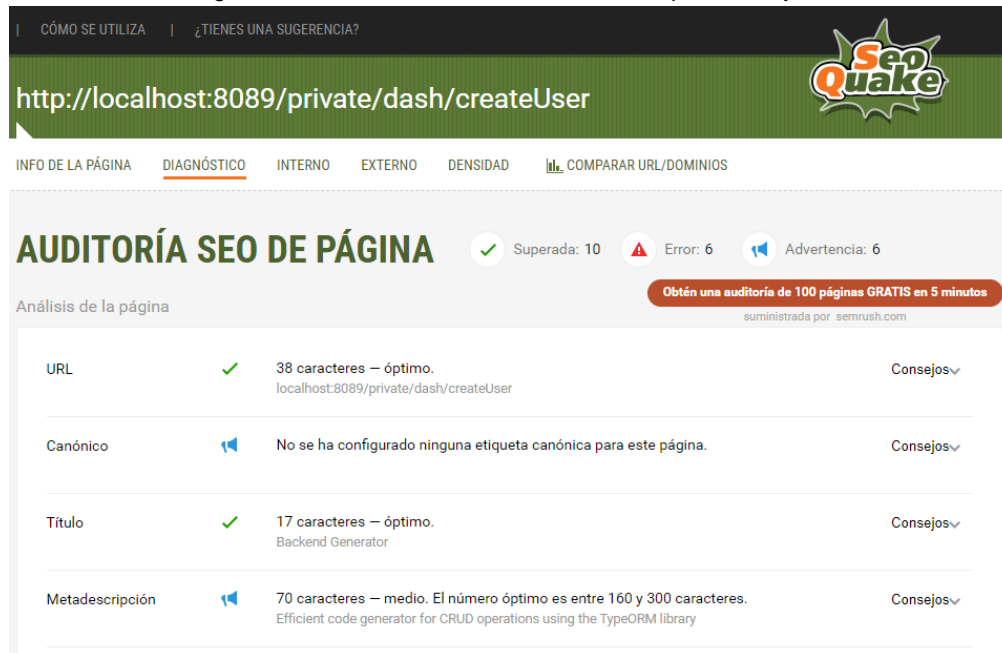 | CÓMO SE UTILIZA | ¿TIENES UNA SUGERENCIA?
Seo
Quake
http://localhost:8089/private/dash/createUser
INFO DE LA PÁGINA DIAGNÓSTICO INTERNO EXTERNO DENSIDAD COMPARAR URL/DOMINIOS
AUDITORÍA SEO DE PÁGINA Superada: 10 Error: 6 Advertencia: 6
Obtén una auditoría de 100 páginas GRATIS en 5 minutos
Análisis de la página
suministrada por semrush.com
URL 38 caracteres — óptimo. Consejos
localhost:8089/private/dash/createUser
Canónico No se ha configurado ninguna etiqueta canónica para este página. Consejos
Título 17 caracteres — óptimo. Consejos
Backend Generator
Metadescripción 70 caracteres — medio. El número óptimo es entre 160 y 300 caracteres. Consejos
Efficient code generator for CRUD operations using the TypeORM library